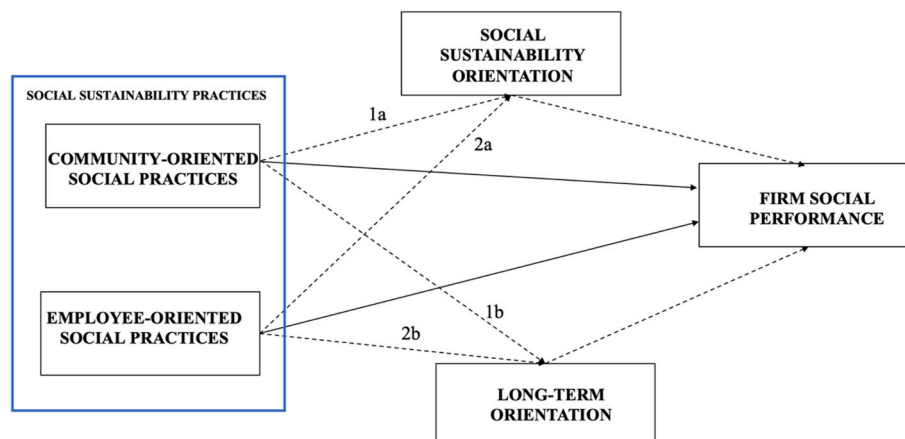 SOCIAL
SUSTAINABILITY
ORIENTATION
SOCIAL SUSTAINABILITY PRACTICES
1a
2a
COMMUNITY-ORIENTED
SOCIAL PRACTICES
FIRM SOCIAL
PERFORMANCE
EMPLOYEE-ORIENTED
SOCIAL PRACTICES
1b
2b
LONG-TERM
ORIENTATION